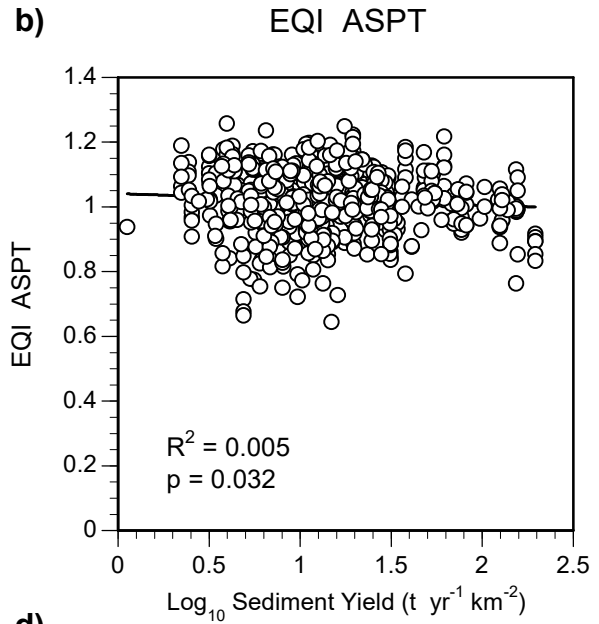 b) EQI ASPT
1.4
1.2
1
0.8
0.6
0.4
0.2
0
EQI ASPT
R² = 0.005
p = 0.032
0 0.5 1 1.5 2 2.5
Log₁₀ Sediment Yield (t yr⁻¹ km⁻²)
d)